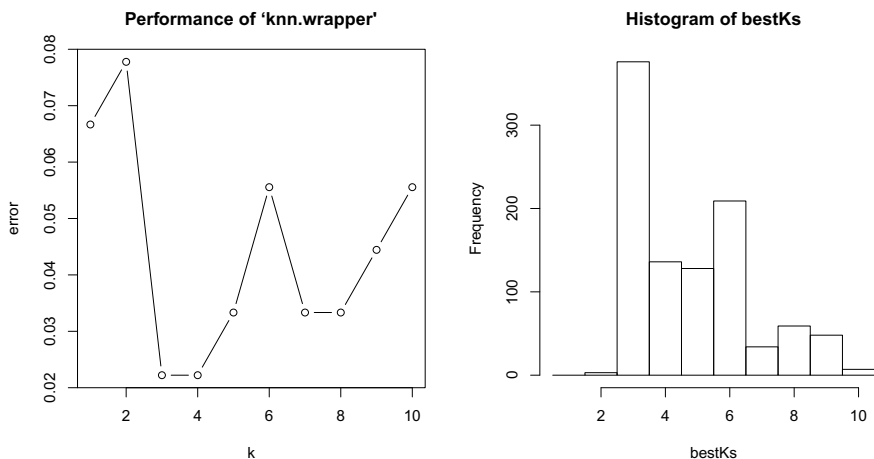 Performance of ‘knn.wrapper'
error
0.02 0.03 0.04 0.05 0.06 0.07 0.08
2 4 6 8 10
k
Histogram of bestKs
Frequency
0 100 200 300
2 4 6 8 10
bestKs